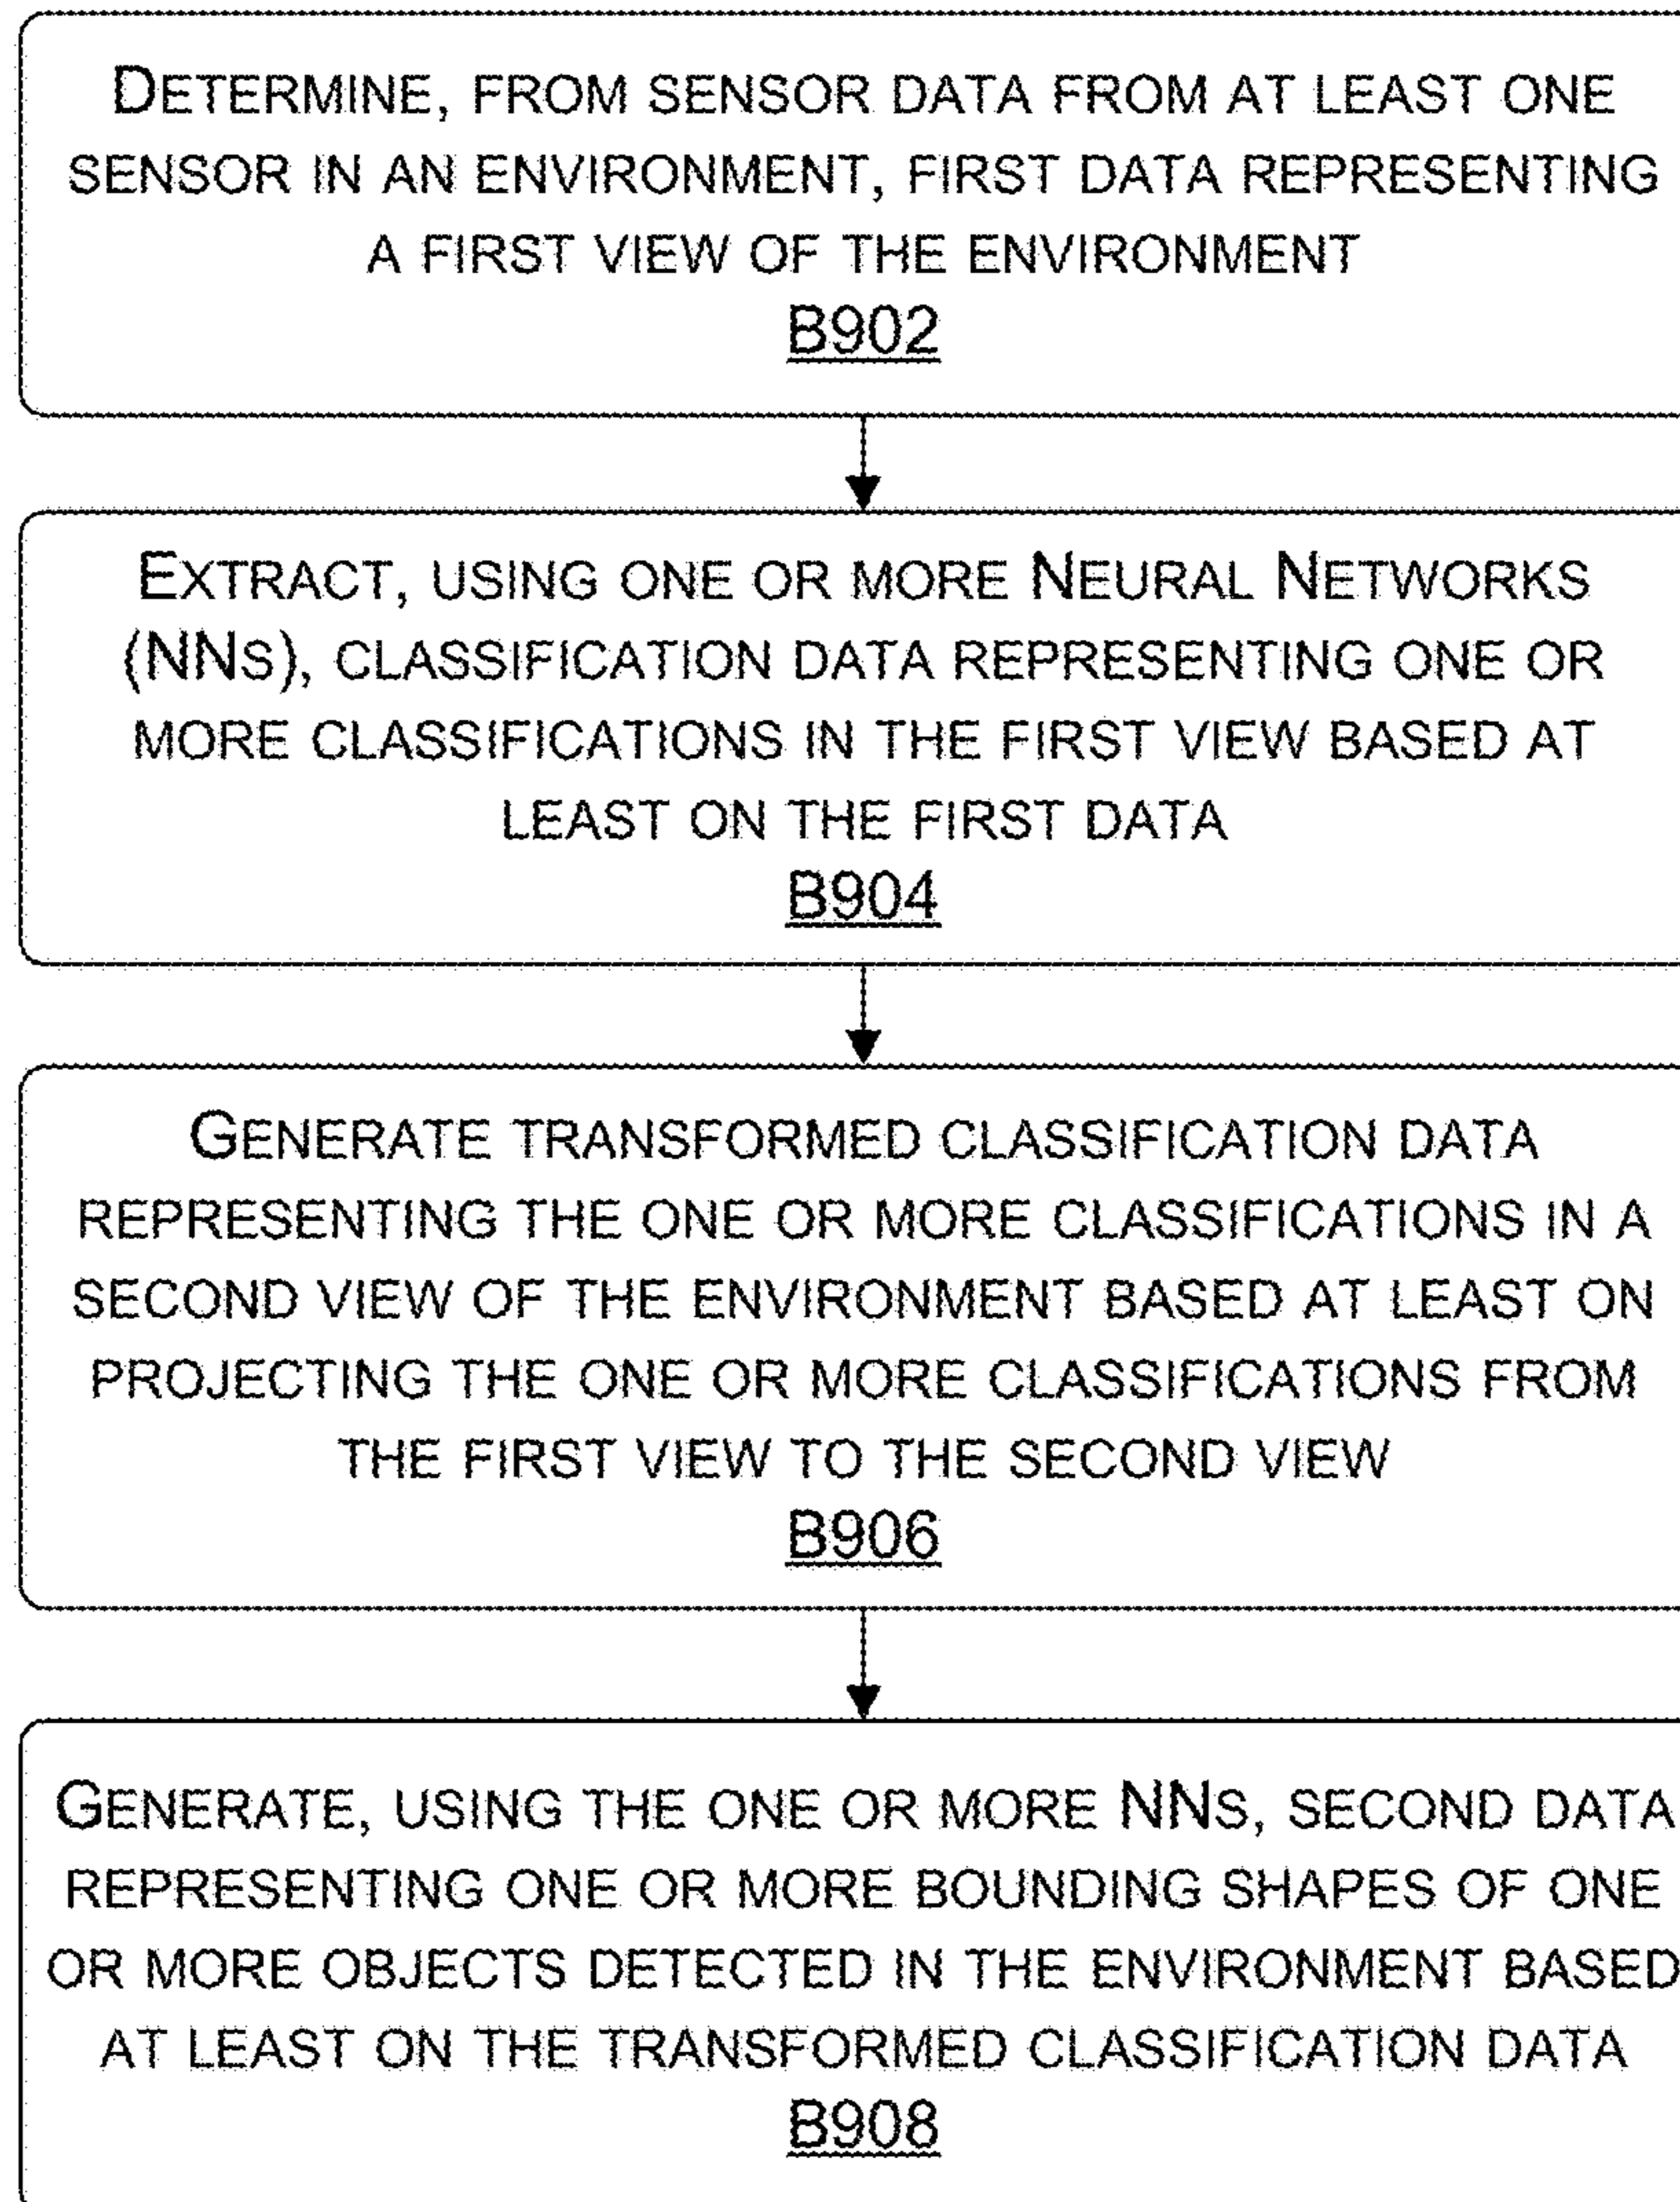 DETERMINE, FROM SENSOR DATA FROM AT LEAST ONE
SENSOR IN AN ENVIRONMENT, FIRST DATA REPRESENTING
A FIRST VIEW OF THE ENVIRONMENT
B902
EXTRACT, USING ONE OR MORE NEURAL NETWORKS
(NNS), CLASSIFICATION DATA REPRESENTING ONE OR
MORE CLASSIFICATIONS IN THE FIRST VIEW BASED AT
LEAST ON THE FIRST DATA
B904
GENERATE TRANSFORMED CLASSIFICATION DATA
REPRESENTING THE ONE OR MORE CLASSIFICATIONS IN A
SECOND VIEW OF THE ENVIRONMENT BASED AT LEAST ON
PROJECTING THE ONE OR MORE CLASSIFICATIONS FROM
THE FIRST VIEW TO THE SECOND VIEW
B906
GENERATE, USING THE ONE OR MORE NNS, SECOND DATA
REPRESENTING ONE OR MORE BOUNDING SHAPES OF ONE
OR MORE OBJECTS DETECTED IN THE ENVIRONMENT BASED
AT LEAST ON THE TRANSFORMED CLASSIFICATION DATA
B908